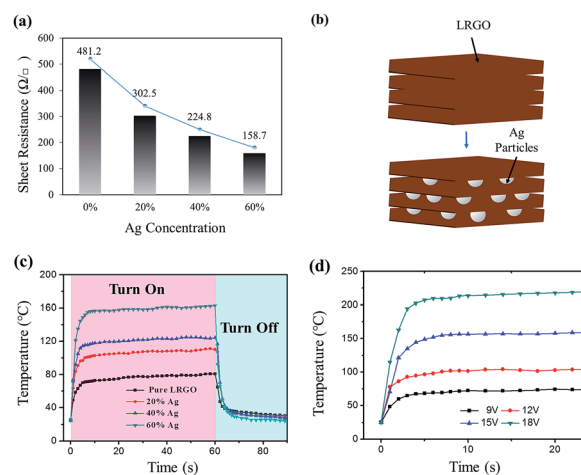 (a)
Sheet Resistance (Ω/□)
600
500
400
300
200
100
0
481.2
302.5
224.8
158.7
0%
20%
40%
60%
Ag Concentration
(b)
LRGO
Ag
Particles
(c)
Temperature (°C)
200
160
120
80
40
0
Turn On
Turn Off
Pure LRGO
20% Ag
40% Ag
60% Ag
0
20
40
60
80
Time (s)
(d)
Temperature (°C)
250
200
150
100
50
0
9V
12V
15V
18V
0
10
20
Time (s)